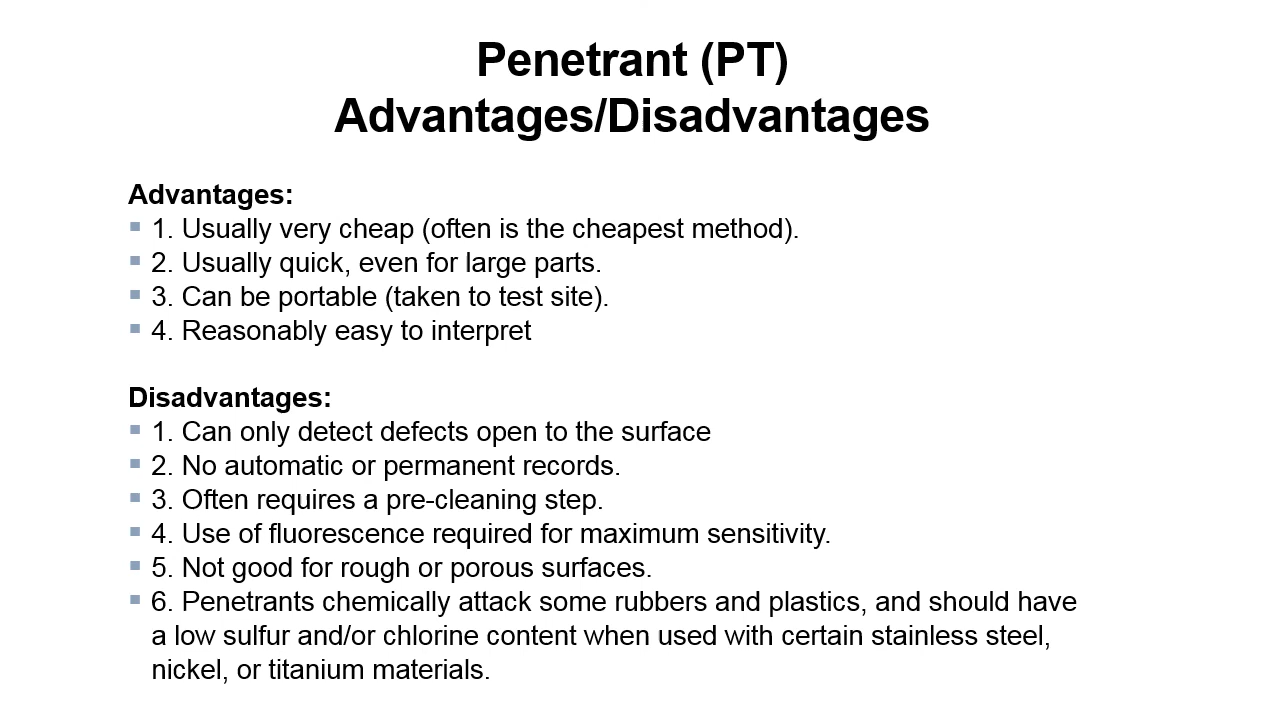 Penetrant (PT)
Advantages/Disadvantages
Advantages:
▪ 1. Usually very cheap (often is the cheapest method).
▪ 2. Usually quick, even for large parts.
▪ 3. Can be portable (taken to test site).
▪ 4. Reasonably easy to interpret
Disadvantages:
▪ 1. Can only detect defects open to the surface
▪ 2. No automatic or permanent records.
▪ 3. Often requires a pre-cleaning step.
▪ 4. Use of fluorescence required for maximum sensitivity.
▪ 5. Not good for rough or porous surfaces.
▪ 6. Penetrants chemically attack some rubbers and plastics, and should have
a low sulfur and/or chlorine content when used with certain stainless steel,
nickel, or titanium materials.